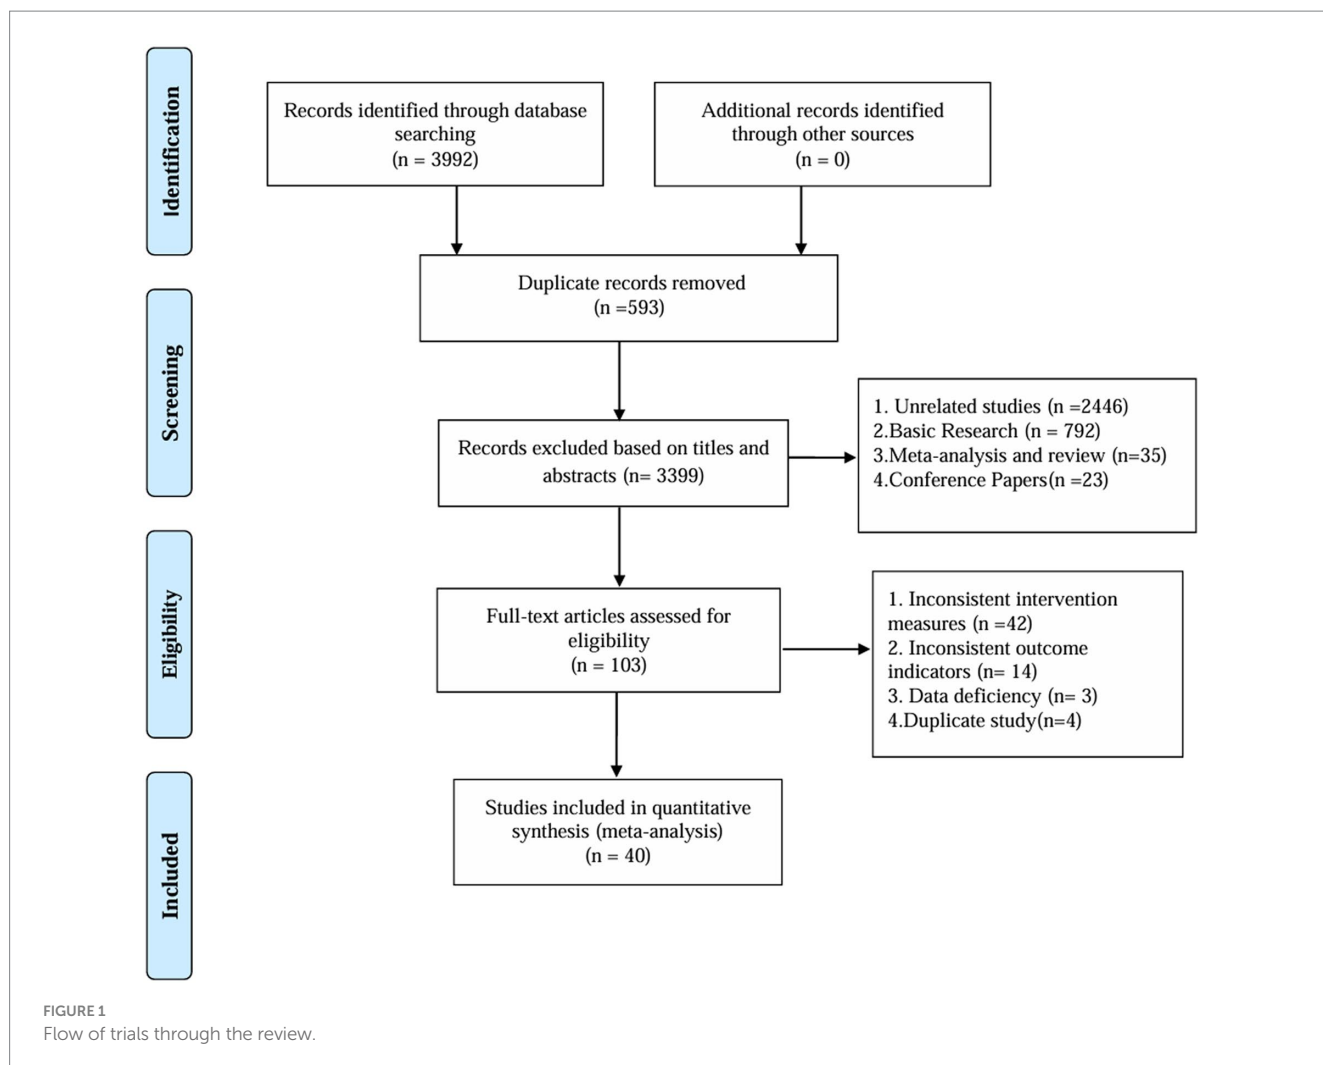 Identification
Records identified through database
searching
(n = 3992)
Additional records identified
through other sources
(n = 0)
Duplicate records removed
(n =593)
Screening
Records excluded based on titles and
abstracts (n= 3399)
1. Unrelated studies (n =2446)
2.Basic Research (n = 792)
3.Meta-analysis and review (n=35)
4.Conference Papers(n =23)
Eligibility
Full-text articles assessed for
eligibility
(n = 103)
1. Inconsistent intervention
measures (n =42)
2. Inconsistent outcome
indicators (n= 14)
3. Data deficiency (n= 3)
4.Duplicate study(n=4)
Included
Studies included in quantitative
synthesis (meta-analysis)
(n = 40)
FIGURE 1
Flow of trials through the review.